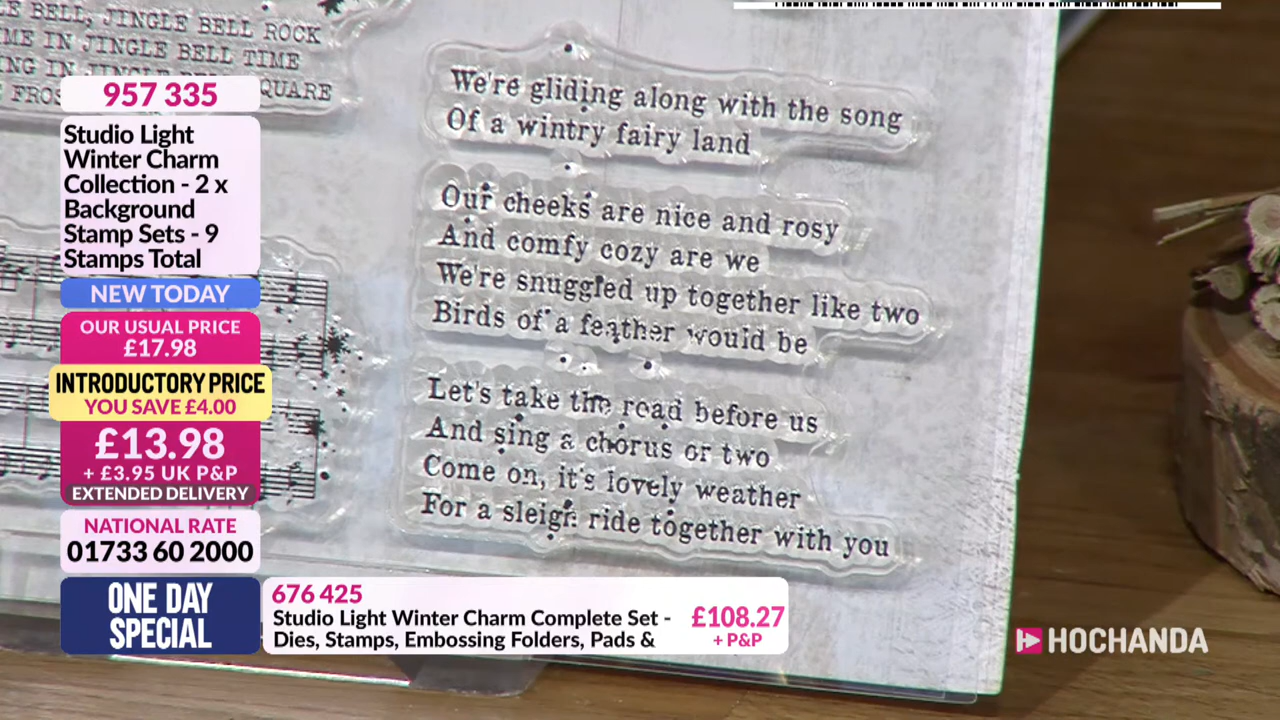 E BELL, JINGLE BELL ROCK
ME IN JINGLE BELL TIME
NG IN JINGLE BELL SQUARE
FROS
957 335
Studio Light
Winter Charm
Collection - 2 x
Background
Stamp Sets - 9
Stamps Total
NEW TODAY
OUR USUAL PRICE
£17.98
INTRODUCTORY PRICE
YOU SAVE £4.00
£13.98
+ £3.95 UK P&P
EXTENDED DELIVERY
NATIONAL RATE
01733 60 2000
We're gliding along with the song
Of a wintry fairy land
Our cheeks are nice and rosy
And comfy cozy are we
We're snuggled up together like two
Birds of a feather would be
Let's take the road before us
And sing a chorus or two
Come on, it's lovely weather
For a sleigh ride together with you
ONE DAY
SPECIAL
676 425
Studio Light Winter Charm Complete Set -
Dies, Stamps, Embossing Folders, Pads &
£108.27
+ P&P
HOCHANDA